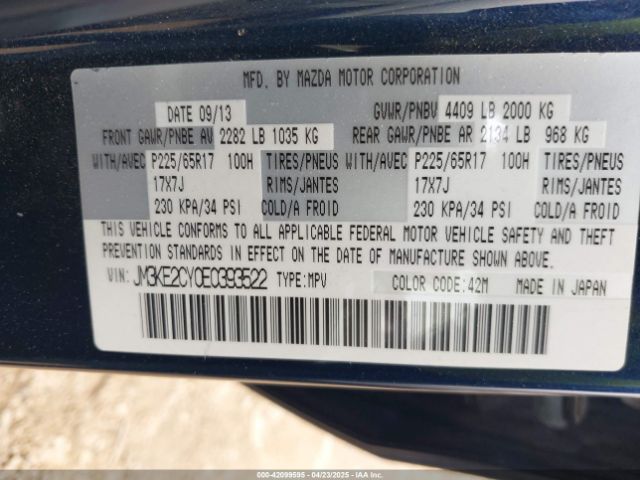 MFD. BY MAZDA MOTOR CORPORATION
DATE 09/13 GVWR/PNBV 4409 LB 2000 KG
FRONT GAWR/PNBE AV 2282 LB 1035 KG REAR GAWR/PNBE AR 2134 LB 968 KG
WITH/AVEC P225/65R17 100H TIRES/PNEUS WITH/AVEC P225/65R17 100H TIRES/PNEUS
17X7J RIMS/JANTES 17X7J RIMS/JANTES
230 KPA/34 PSI COLD/A FROID 230 KPA/34 PSI COLD/A FROID
THIS VEHICLE CONFORMS TO ALL APPLICABLE FEDERAL MOTOR VEHICLE SAFETY AND THEFT
PREVENTION STANDARDS IN EFFECT ON THE DATE OF MANUFACTURE SHOWN ABOVE.
VIN: JM3KE2CY0E0393522 TYPE:MPV COLOR CODE:42M MADE IN JAPAN
000-42099595 - 04/23/2025 - IAAI.COM